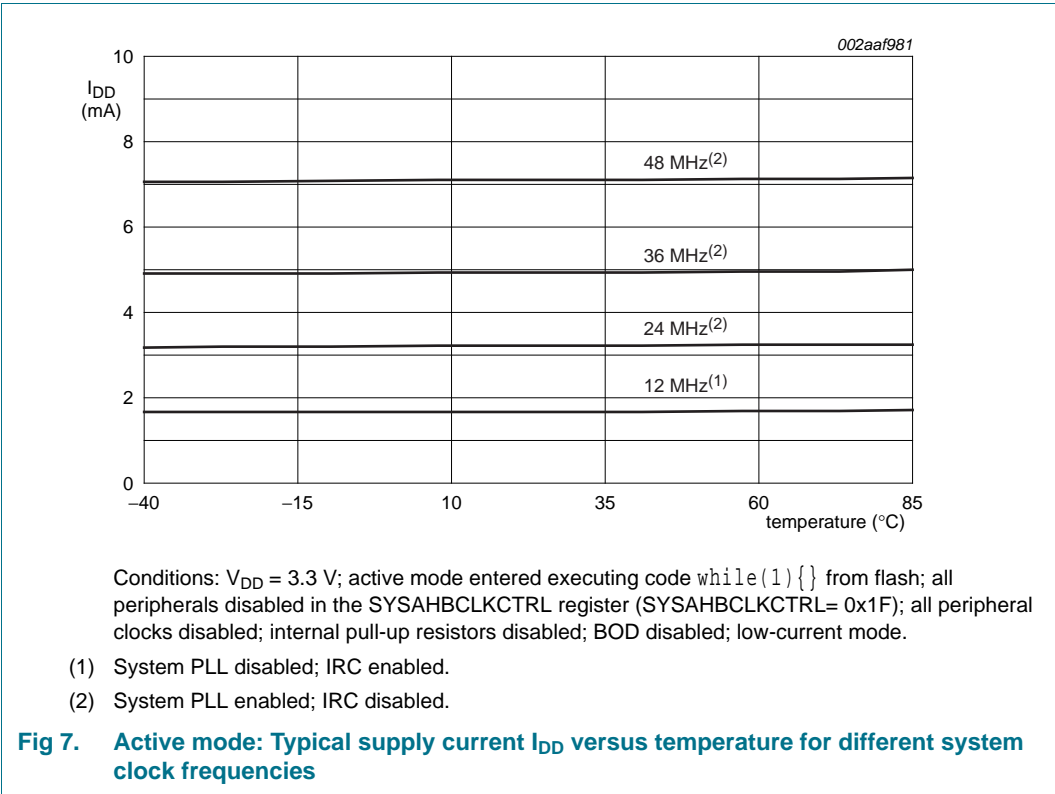 002aaf981
10
I_DD
(mA)
8
48 MHz(2)
6
36 MHz(2)
4
24 MHz(2)
12 MHz(1)
2
0
−40 −15 10 35 60 85
temperature (°C)
Conditions: V_DD = 3.3 V; active mode entered executing code while(1){} from flash; all
peripherals disabled in the SYSAHBCLKCTRL register (SYSAHBCLKCTRL= 0x1F); all peripheral
clocks disabled; internal pull-up resistors disabled; BOD disabled; low-current mode.
(1) System PLL disabled; IRC enabled.
(2) System PLL enabled; IRC disabled.
Fig 7. Active mode: Typical supply current I_DD versus temperature for different system
clock frequencies